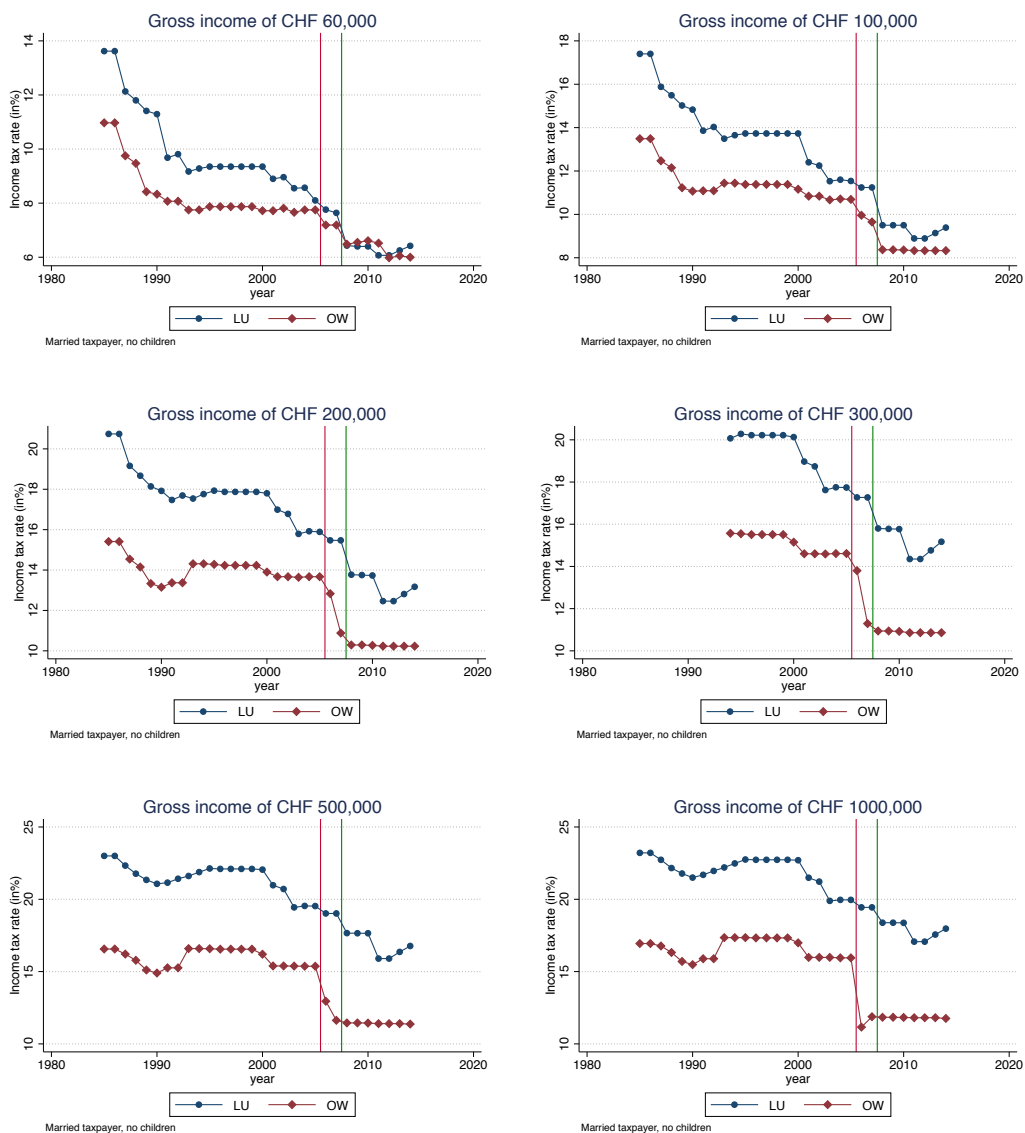 Gross income of CHF 60,000
Income tax rate (in%)
14
12
10
8
6
1980 1990 2000 2010 2020
year
LU OW
Married taxpayer, no children
Gross income of CHF 100,000
Income tax rate (in%)
18
16
14
12
10
8
1980 1990 2000 2010 2020
year
LU OW
Married taxpayer, no children
Gross income of CHF 200,000
Income tax rate (in%)
20
18
16
14
12
10
1980 1990 2000 2010 2020
year
LU OW
Married taxpayer, no children
Gross income of CHF 300,000
Income tax rate (in%)
20
18
16
14
12
10
1980 1990 2000 2010 2020
year
LU OW
Married taxpayer, no children
Gross income of CHF 500,000
Income tax rate (in%)
25
20
15
10
1980 1990 2000 2010 2020
year
LU OW
Married taxpayer, no children
Gross income of CHF 1000,000
Income tax rate (in%)
25
20
15
10
1980 1990 2000 2010 2020
year
LU OW
Married taxpayer, no children